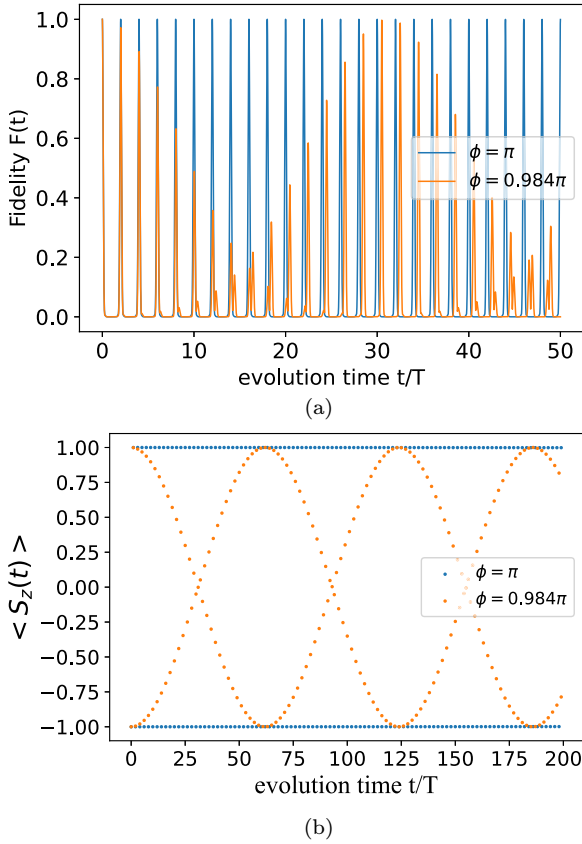 1.0
0.8
0.6
0.4
0.2
0.0
Fidelity F(t)
ϕ = π
ϕ = 0.984π
0 10 20 30 40 50
evolution time t/T
(a)
1.00
0.75
0.50
0.25
0.00
−0.25
−0.50
−0.75
−1.00
< S_z(t) >
ϕ = π
ϕ = 0.984π
0 25 50 75 100 125 150 175 200
evolution time t/T
(b)